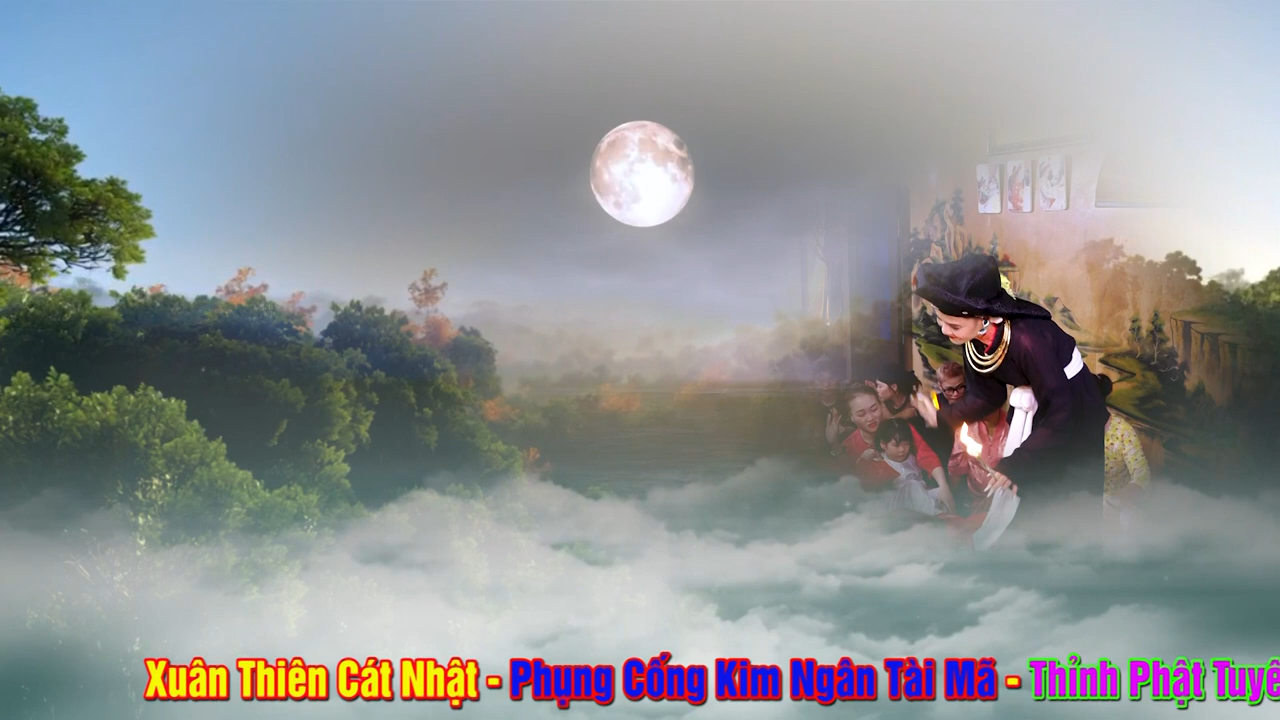 Xuân Thiên Cát Nhật - Phụng Cống Kim Ngân Tài Mã - Thỉnh Phật